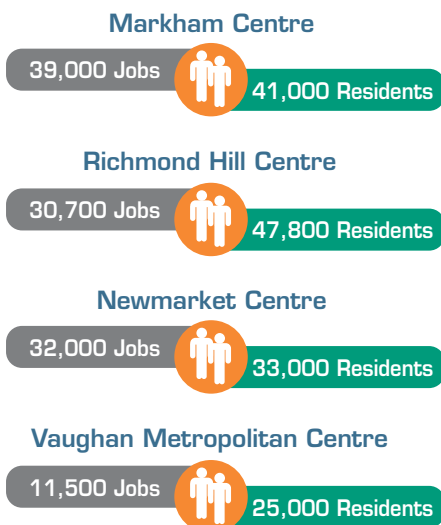 Markham Centre
39,000 Jobs
41,000 Residents
Richmond Hill Centre
30,700 Jobs
47,800 Residents
Newmarket Centre
32,000 Jobs
33,000 Residents
Vaughan Metropolitan Centre
11,500 Jobs
25,000 Residents